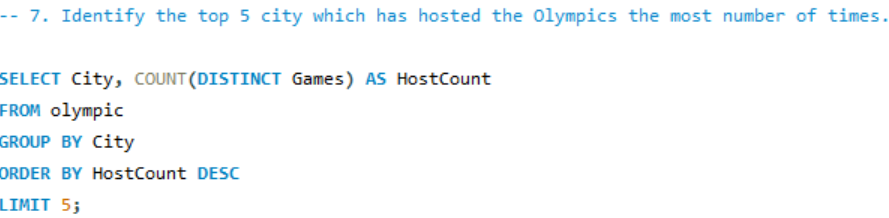 -- 7. Identify the top 5 city which has hosted the Olympics the most number of times.
SELECT City, COUNT(DISTINCT Games) AS HostCount
FROM olympic
GROUP BY City
ORDER BY HostCount DESC
LIMIT 5;